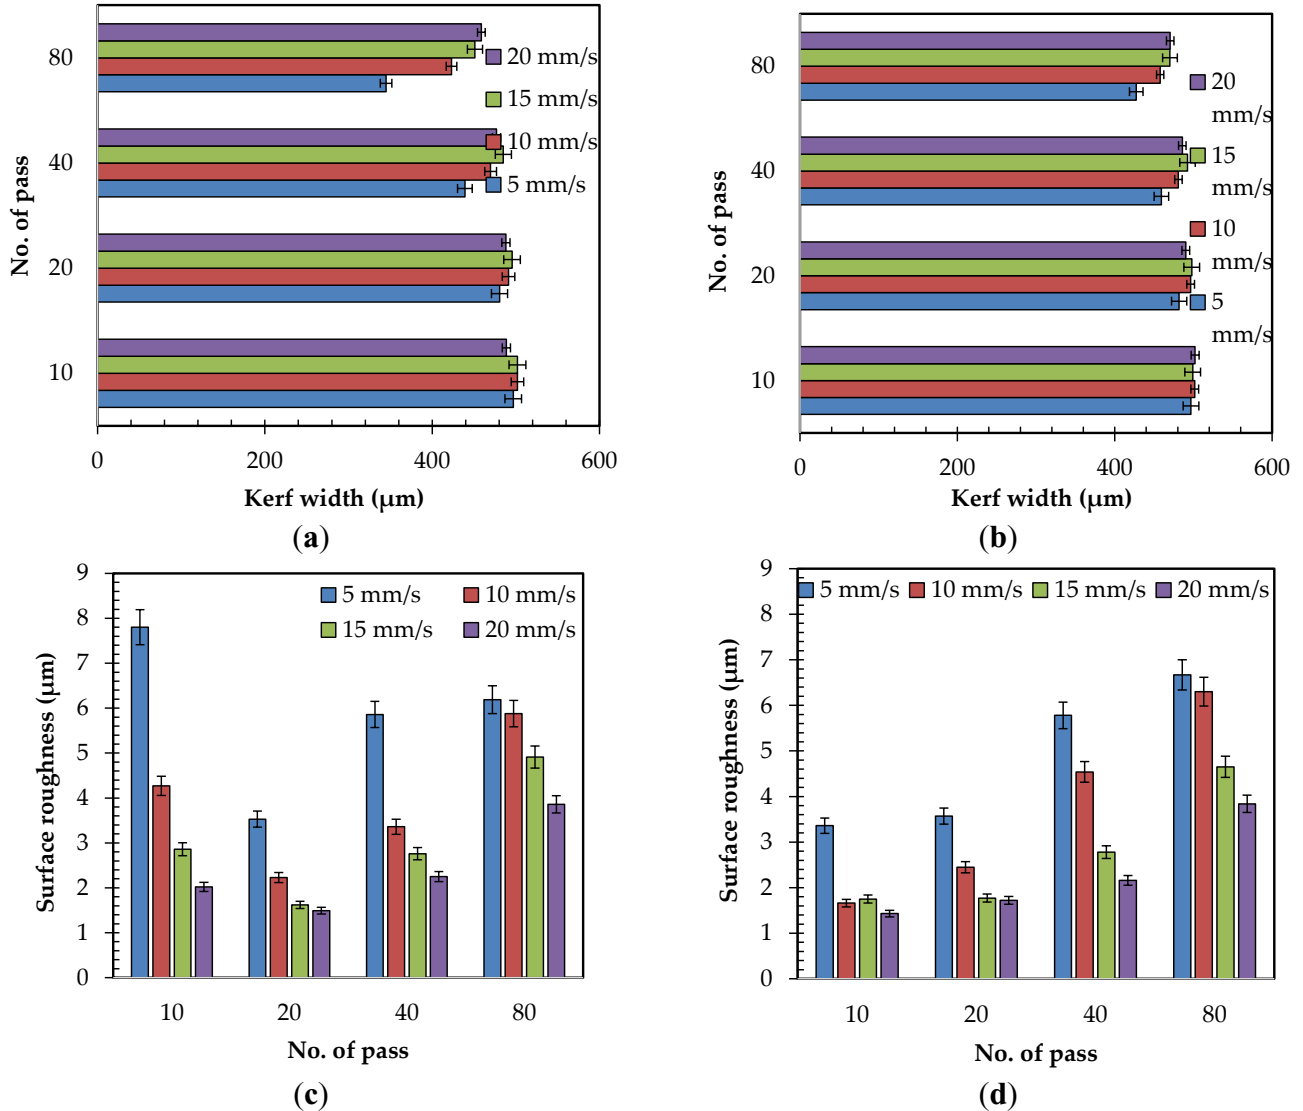 No. of pass
80
40
20
10
20 mm/s
15 mm/s
10 mm/s
5 mm/s
0 200 400 600
Kerf width (μm)
(a)
No. of pass
80
40
20
10
20
mm/s
15
mm/s
10
mm/s
5
mm/s
0 200 400 600
Kerf width (μm)
(b)
Surface roughness (μm)
9
8
7
6
5
4
3
2
1
0
5 mm/s 10 mm/s
15 mm/s 20 mm/s
10 20 40 80
No. of pass
(c)
Surface roughness (μm)
9
8
7
6
5
4
3
2
1
0
5 mm/s 10 mm/s 15 mm/s 20 mm/s
10 20 40 80
No. of pass
(d)